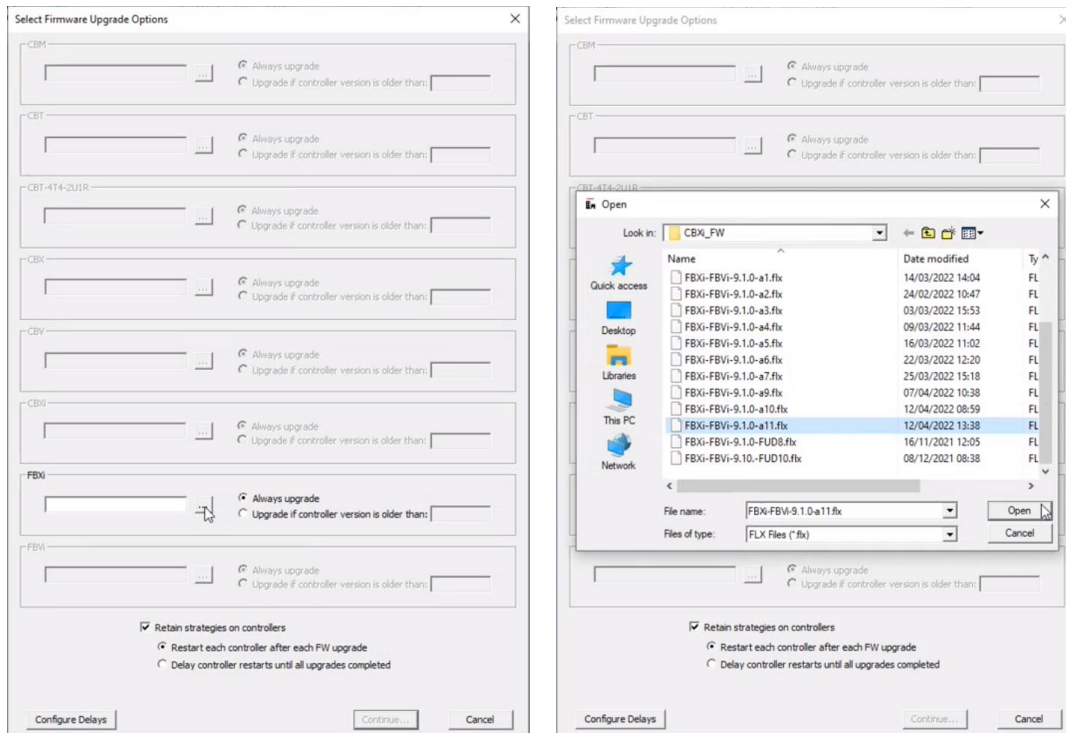 Select Firmware Upgrade Options
CBM
...
Always upgrade
Upgrade if controller version is older than:
CBT
...
Always upgrade
Upgrade if controller version is older than:
CBT-4T4-2U1R
...
Always upgrade
Upgrade if controller version is older than:
CBX
...
Always upgrade
Upgrade if controller version is older than:
CBV
...
Always upgrade
Upgrade if controller version is older than:
CBXi
...
Always upgrade
Upgrade if controller version is older than:
FBXi
...
Always upgrade
Upgrade if controller version is older than:
FBVi
...
Always upgrade
Upgrade if controller version is older than:
Retain strategies on controllers
Restart each controller after each FW upgrade
Delay controller restarts until all upgrades completed
Configure Delays Continue... Cancel
Select Firmware Upgrade Options
CBM
...
Always upgrade
Upgrade if controller version is older than:
CBT
...
Always upgrade
Upgrade if controller version is older than:
CBT-4T4-2U1R
Open
Look in: CBXi_FW
Quick access
Desktop
Libraries
This PC
Network
Name Date modified Ty
FBXi-FBVi-9.1.0-a1.flx 14/03/2022 14:04 FL
FBXi-FBVi-9.1.0-a2.flx 24/02/2022 10:47 FL
FBXi-FBVi-9.1.0-a3.flx 03/03/2022 15:53 FL
FBXi-FBVi-9.1.0-a4.flx 09/03/2022 11:44 FL
FBXi-FBVi-9.1.0-a5.flx 16/03/2022 11:02 FL
FBXi-FBVi-9.1.0-a6.flx 22/03/2022 12:20 FL
FBXi-FBVi-9.1.0-a7.flx 25/03/2022 15:18 FL
FBXi-FBVi-9.1.0-a9.flx 07/04/2022 10:38 FL
FBXi-FBVi-9.1.0-a10.flx 12/04/2022 08:59 FL
FBXi-FBVi-9.1.0-a11.flx 12/04/2022 13:38 FL
FBXi-FBVi-9.1.0-FUD8.flx 16/11/2021 12:05 FL
FBXi-FBVi-9.10.-FUD10.flx 08/12/2021 08:38 FL
File name: FBXi-FBVi-9.1.0-a11.flx Open
Files of type: FLX Files (*.flx) Cancel
...
Always upgrade
Upgrade if controller version is older than:
Retain strategies on controllers
Restart each controller after each FW upgrade
Delay controller restarts until all upgrades completed
Configure Delays Continue... Cancel